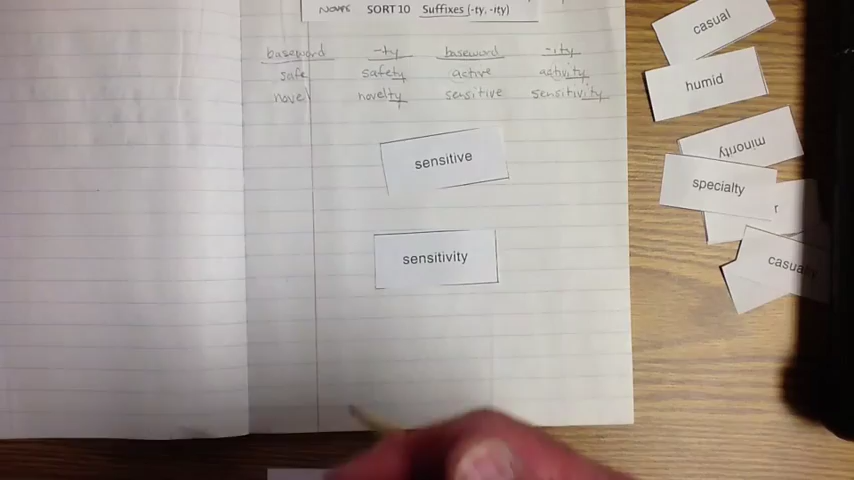 Nouns SORT 10 Suffixes (-ty, -ity)
baseword -ty baseword -ity
safe safety active activity
novel novelty sensitive sensitivity
sensitive
sensitivity
casual
humid
minority
specialty
r
casualty